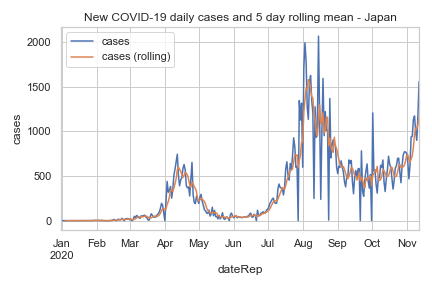 New COVID-19 daily cases and 5 day rolling mean - Japan
cases
cases (rolling)
2000
1500
1000
500
0
cases
Jan Feb Mar Apr May Jun Jul Aug Sep Oct Nov
2020
dateRep